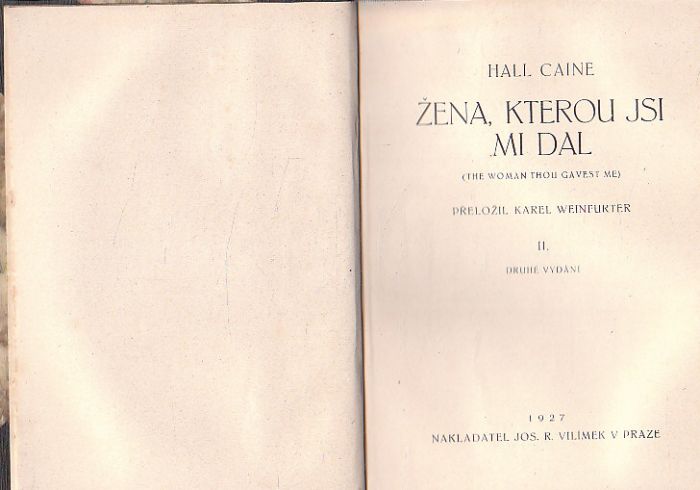 HALL CAINE
ŽENA, KTEROU JSI
MI DAL
(THE WOMAN THOU GAVEST ME)
PŘELOŽIL KAREL WEINFURTER
II.
DRUHÉ VYDÁNÍ
1927
NAKLADATEL JOS. R. VILÍMEK V PRAZE